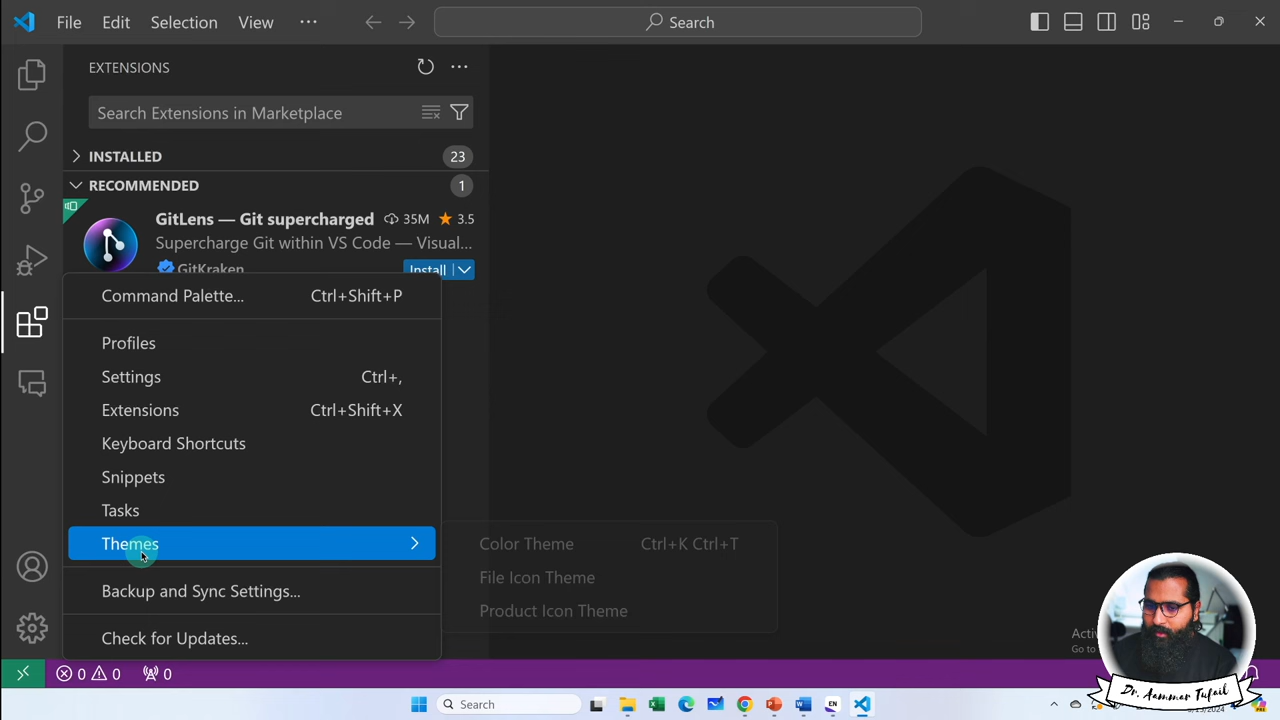 File Edit Selection View ···
Search
EXTENSIONS
Search Extensions in Marketplace
INSTALLED 23
RECOMMENDED 1
GitLens — Git supercharged 35M 3.5
Supercharge Git within VS Code — Visual...
GitKraken Install
Command Palette... Ctrl+Shift+P
Profiles
Settings Ctrl+,
Extensions Ctrl+Shift+X
Keyboard Shortcuts
Snippets
Tasks
Themes
Color Theme Ctrl+K Ctrl+T
File Icon Theme
Product Icon Theme
Backup and Sync Settings...
Check for Updates...
Go to
0 0 0
Dr. Aammar Tufail
Search
EN